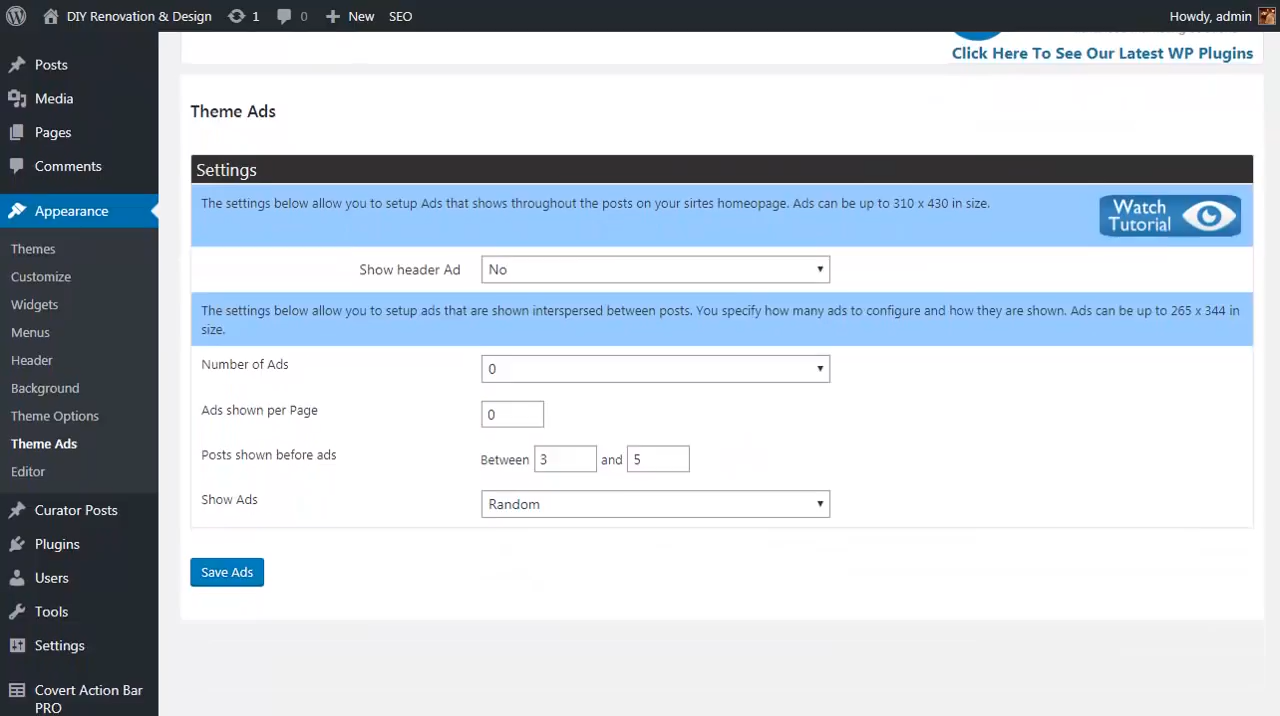 DIY Renovation & Design 1 0 New SEO Howdy, admin
Posts
Media
Pages
Comments
Appearance
Themes
Customize
Widgets
Menus
Header
Background
Theme Options
Theme Ads
Editor
Curator Posts
Plugins
Users
Tools
Settings
Covert Action Bar
PRO
Click Here To See Our Latest WP Plugins
Theme Ads
Settings
The settings below allow you to setup Ads that shows throughout the posts on your sirtes homeopage. Ads can be up to 310 x 430 in size.
Watch
Tutorial
Show header Ad No
The settings below allow you to setup ads that are shown interspersed between posts. You specify how many ads to configure and how they are shown. Ads can be up to 265 x 344 in
size.
Number of Ads 0
Ads shown per Page 0
Posts shown before ads Between 3 and 5
Show Ads Random
Save Ads